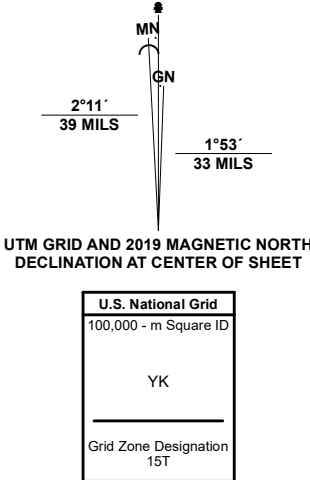 MN
GN
2°11´
39 MILS
1°53´
33 MILS
UTM GRID AND 2019 MAGNETIC NORTH
DECLINATION AT CENTER OF SHEET
U.S. National Grid
100,000 - m Square ID
YK
Grid Zone Designation
15T